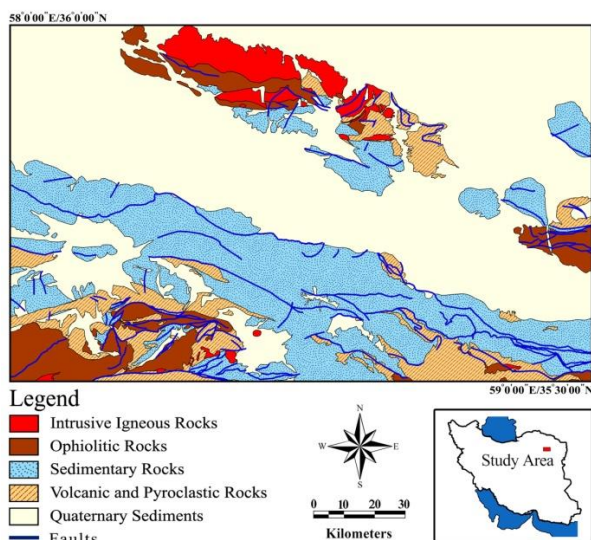 58°0'00"E/36°0'00"N
59°0'00"E/35°30'00"N
Legend
Intrusive Igneous Rocks
Ophiolitic Rocks
Sedimentary Rocks
Volcanic and Pyroclastic Rocks
Quaternary Sediments
Faults
N
W E
S
0 10 20 30
Kilometers
Study Area